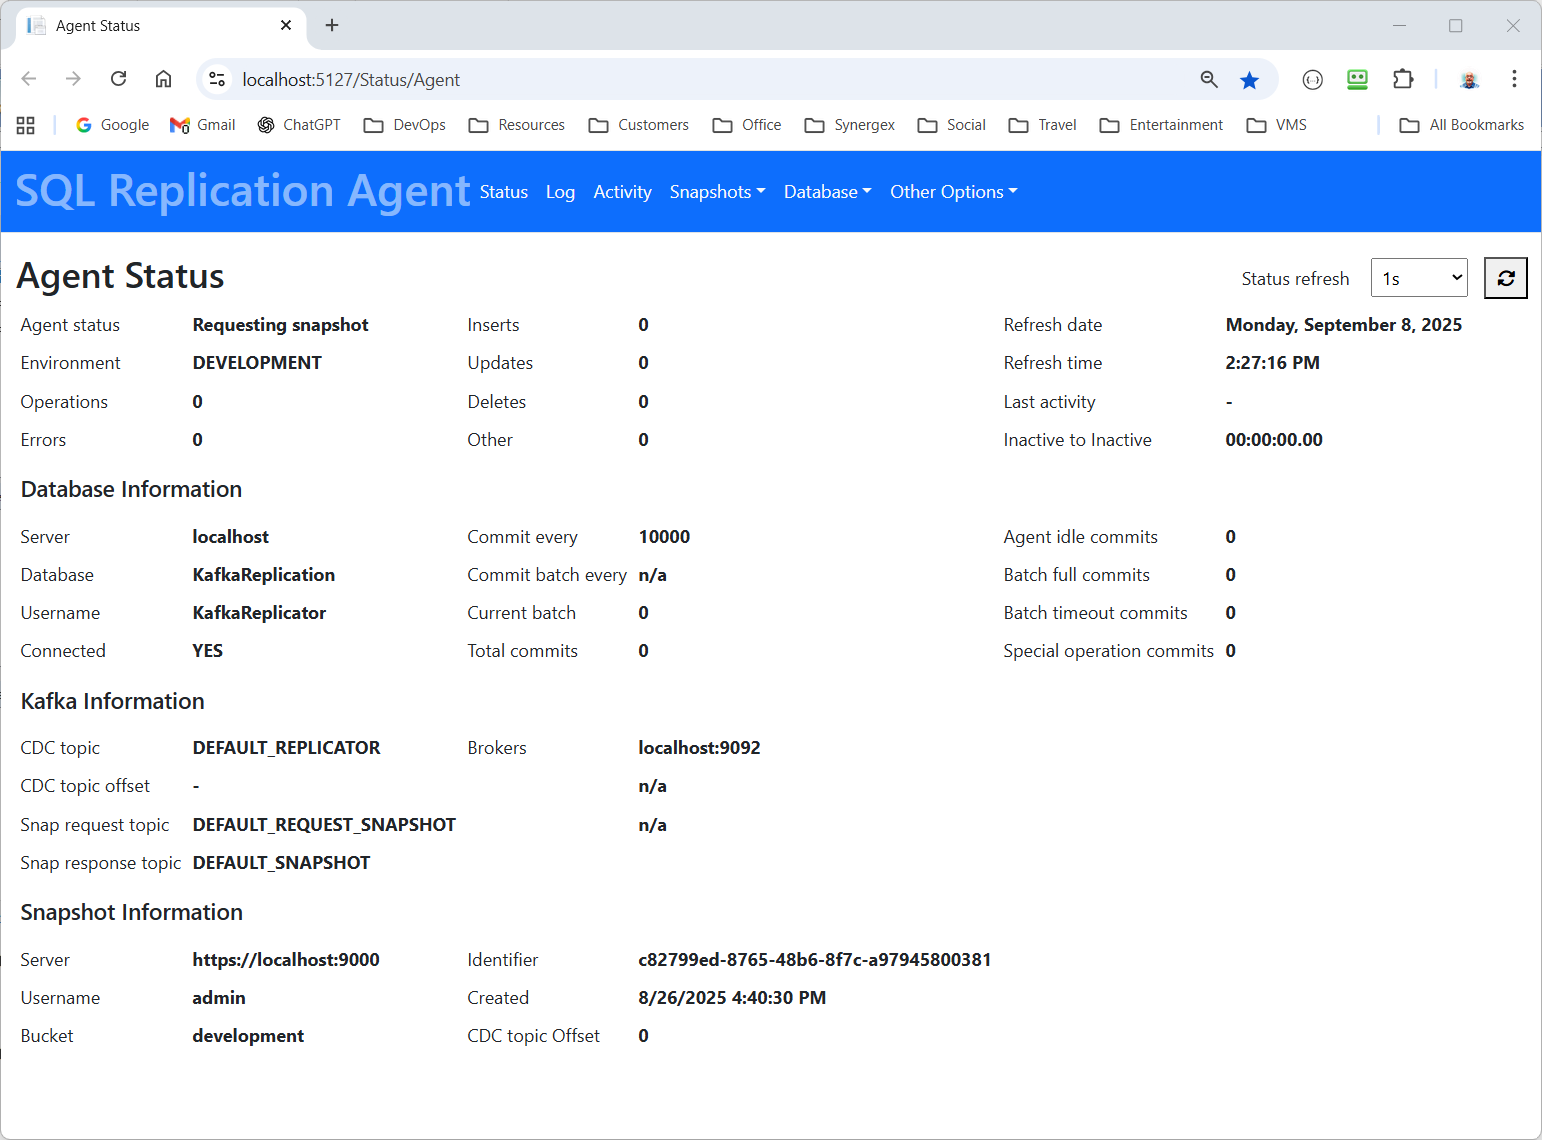 Agent Status
localhost:5127/Status/Agent
Google Gmail ChatGPT DevOps Resources Customers Office Synergex Social Travel Entertainment VMS All Bookmarks
SQL Replication Agent Status Log Activity Snapshots Database Other Options
Agent Status
Status refresh 1s
Agent status Requesting snapshot Inserts 0 Refresh date Monday, September 8, 2025
Environment DEVELOPMENT Updates 0 Refresh time 2:27:16 PM
Operations 0 Deletes 0 Last activity -
Errors 0 Other 0 Inactive to Inactive 00:00:00.00
Database Information
Server localhost Commit every 10000 Agent idle commits 0
Database KafkaReplication Commit batch every n/a Batch full commits 0
Username KafkaReplicator Current batch 0 Batch timeout commits 0
Connected YES Total commits 0 Special operation commits 0
Kafka Information
CDC topic DEFAULT_REPLICATOR Brokers localhost:9092
CDC topic offset - n/a
Snap request topic DEFAULT_REQUEST_SNAPSHOT n/a
Snap response topic DEFAULT_SNAPSHOT
Snapshot Information
Server https://localhost:9000 Identifier c82799ed-8765-48b6-8f7c-a97945800381
Username admin Created 8/26/2025 4:40:30 PM
Bucket development CDC topic Offset 0